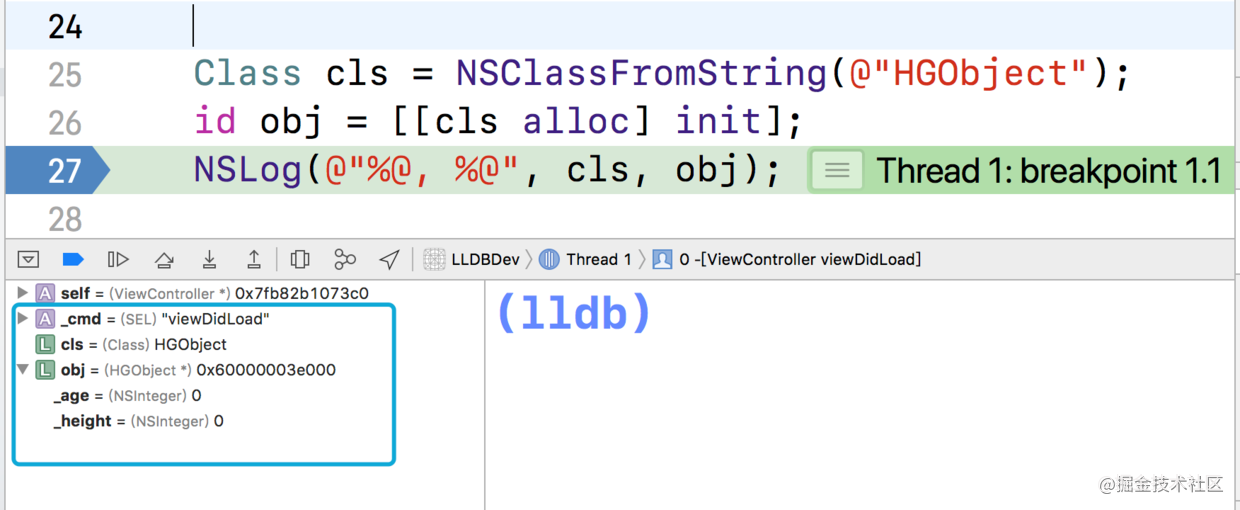 24
25 Class cls = NSClassFromString(@"HGObject");
26 id obj = [[cls alloc] init];
27 NSLog(@"%@, %@", cls, obj); Thread 1: breakpoint 1.1
28
LLDBDev Thread 1 0 -[ViewController viewDidLoad]
A self = (ViewController *) 0x7fb82b1073c0
A _cmd = (SEL) "viewDidLoad"
L cls = (Class) HGObject
L obj = (HGObject *) 0x60000003e000
_age = (NSInteger) 0
_height = (NSInteger) 0
(lldb)
@掘金技术社区